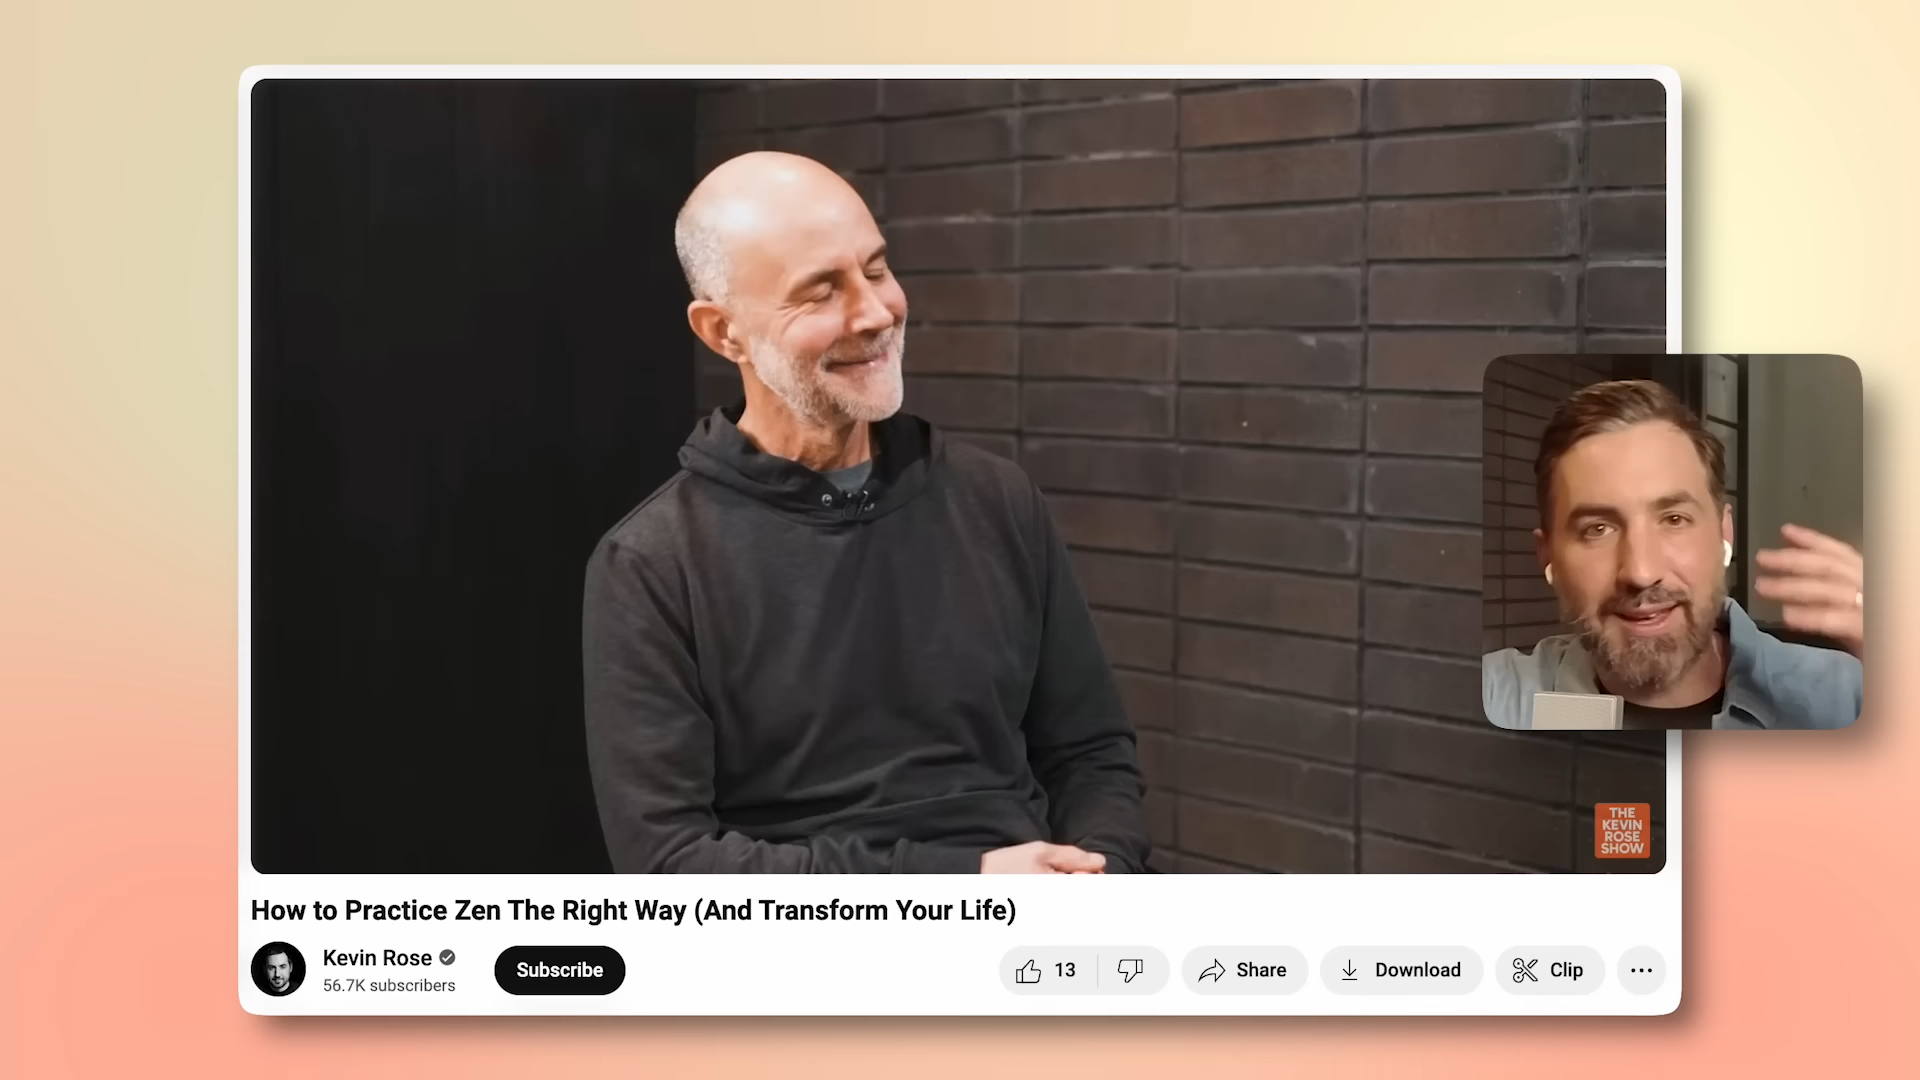 THE
KEVIN
ROSE
SHOW
How to Practice Zen The Right Way (And Transform Your Life)
Kevin Rose
56.7K subscribers
Subscribe
13
Share
Download
Clip